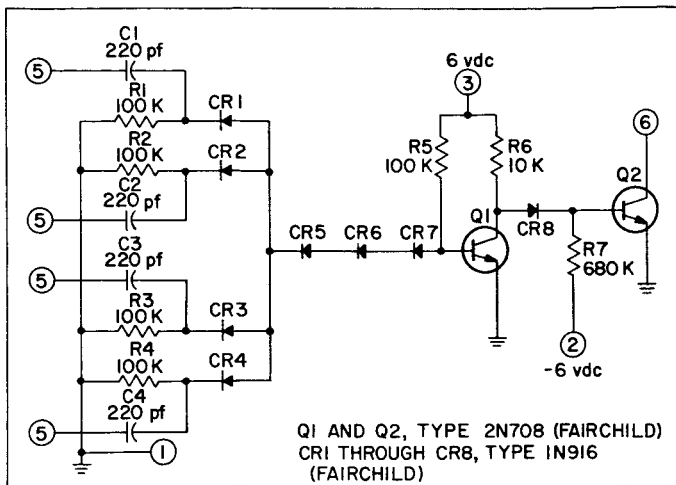 C1
220 pf
5
R1
100 K
CR1
R2
100 K
CR2
C2
220 pf
5
C3
220 pf
5
R3
100 K
CR3
R4
100 K
CR4
C4
220 pf
5
1
CR5
CR6
CR7
6 vdc
3
R5
100 K
R6
10 K
Q1
CR8
Q2
6
R7
680 K
2
-6 vdc
Q1 AND Q2, TYPE 2N708 (FAIRCHILD)
CR1 THROUGH CR8, TYPE 1N916
(FAIRCHILD)